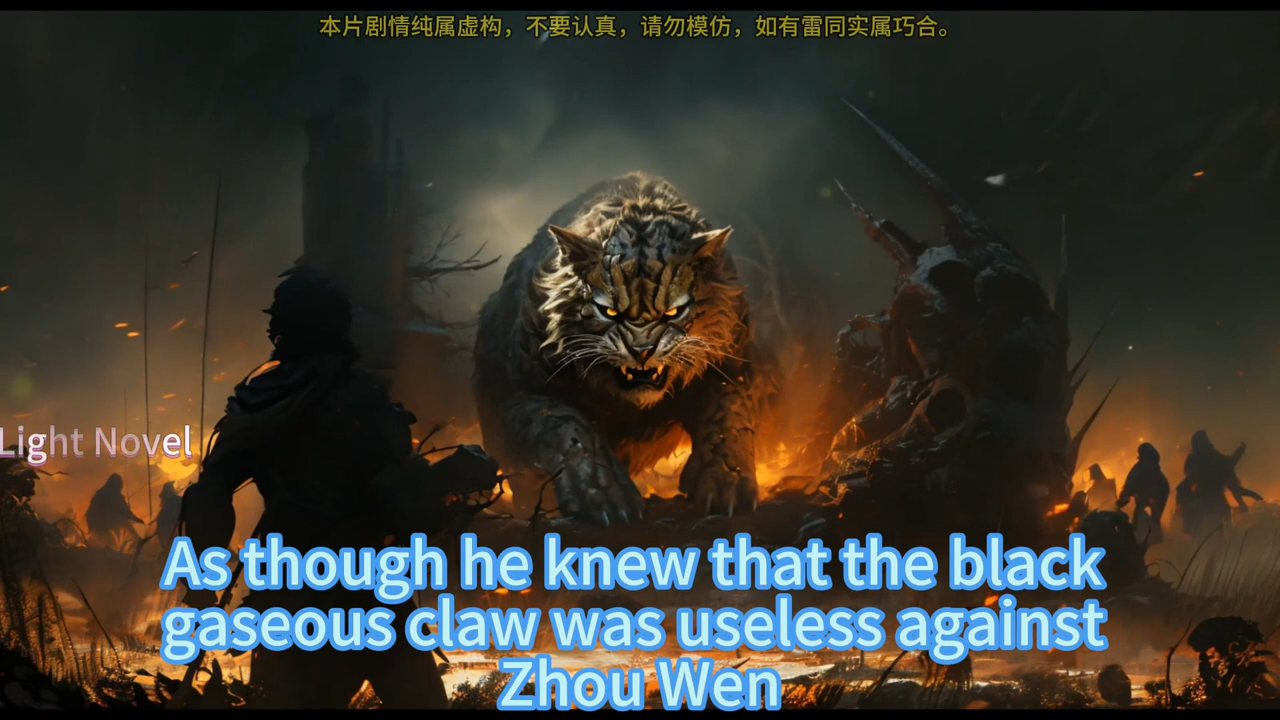 本片剧情纯属虚构，不要认真，请勿模仿，如有雷同实属巧合。
Light Novel
As though he knew that the black
gaseous claw was useless against
Zhou Wen